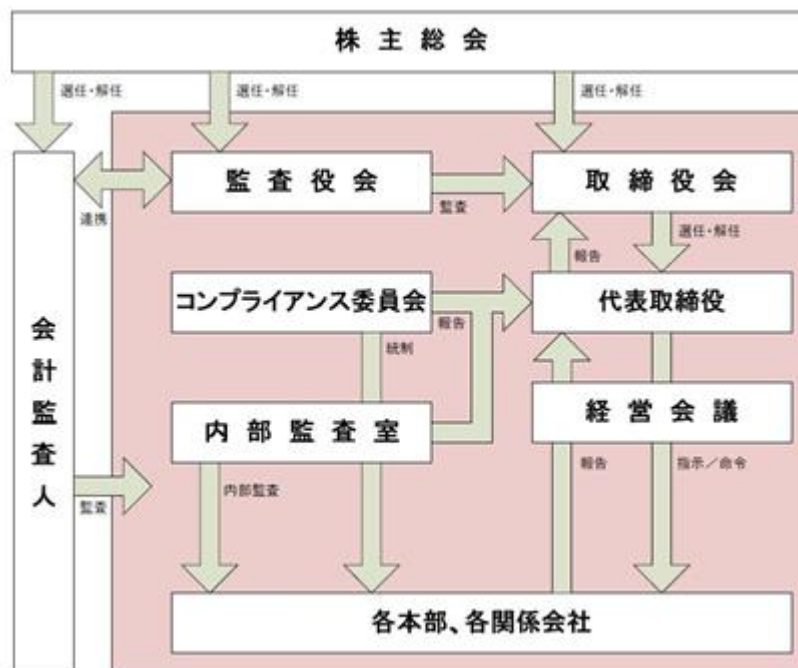 株主総会
選任・解任
選任・解任
選任・解任
監査役会
取締役会
連携
監査
選任・解任
報告
コンプライアンス委員会
代表取締役
報告
統制
会計監査人
内部監査室
経営会議
内部監査
報告
指示／命令
監査
各本部、各関係会社